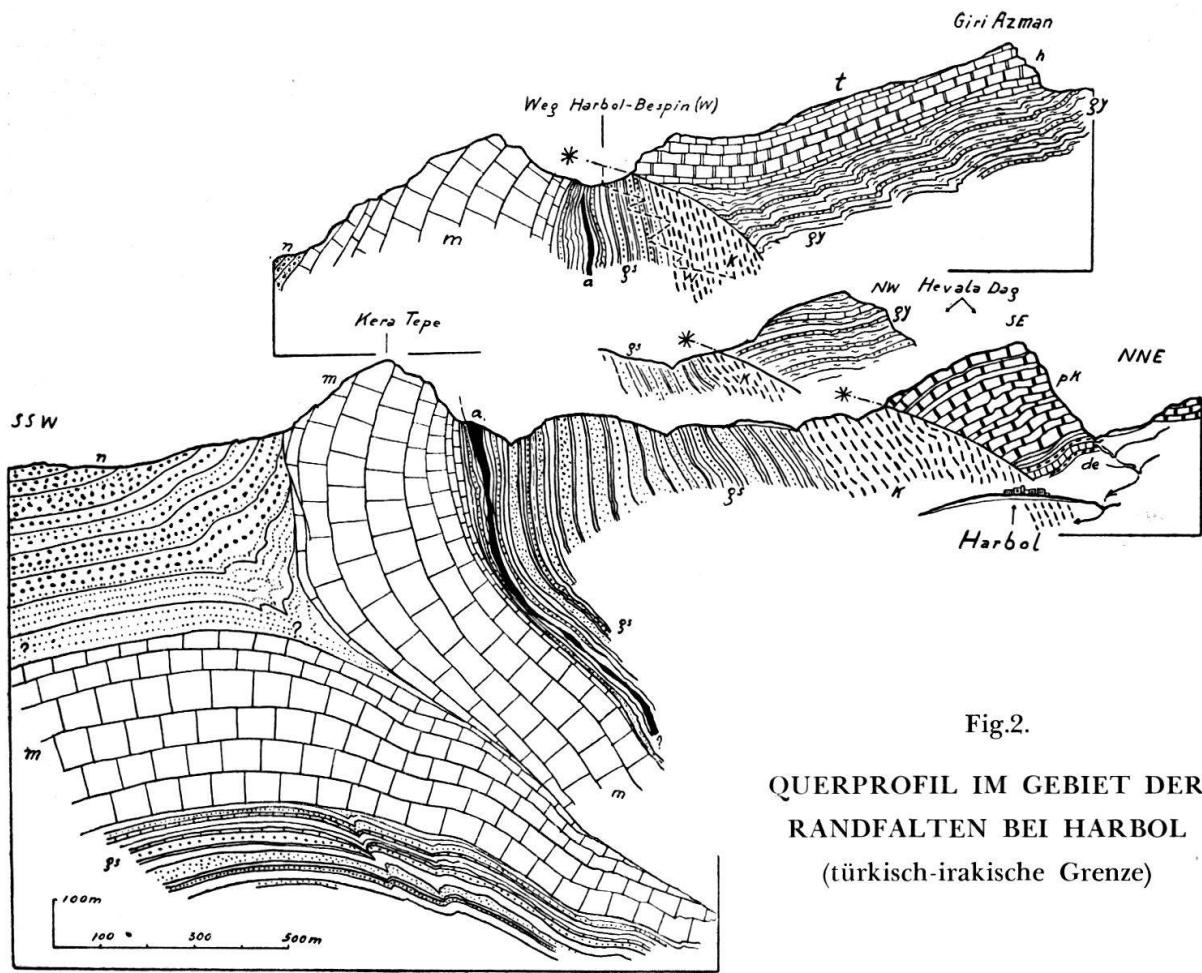 Giri Azman
h
t
gy
Weg Harbol-Bespin (W)
*
n
m
a
gs
W
K
gy
Kera Tepe
NW Hevala Dag
gy
SE
*
gs
K
NNE
*
pK
SSW
m
a
n
de
gs
K
Harbol
gs
?
?
?
m
m
gs
100m
100 300 500m
Fig.2.
QUERPROFIL IM GEBIET DER
RANDFALTEN BEI HARBOL
(türkisch-irakische Grenze)